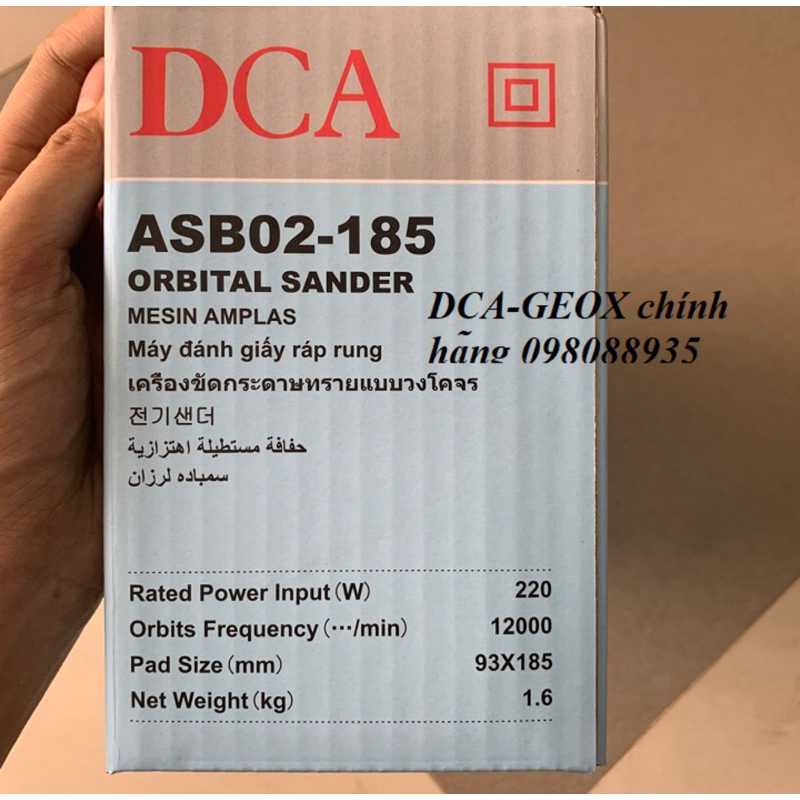 DCA
ASB02-185
ORBITAL SANDER
MESIN AMPLAS
Máy đánh giấy ráp rung
เครื่องขัดกระดาษทรายแบบวงโคจร
전기샌더
حفافة مستطيلة اهتزازية
سمباده لرزان
DCA-GEOX chính
hãng 098088935
Rated Power Input(W) 220
Orbits Frequency(···/min) 12000
Pad Size(mm) 93X185
Net Weight(kg) 1.6